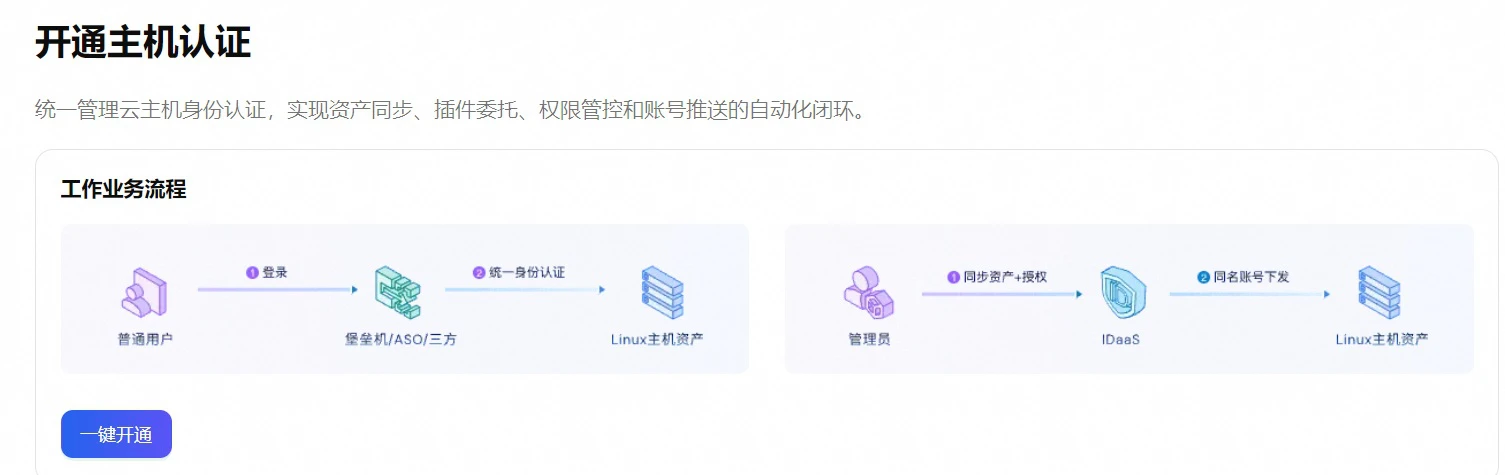 开通主机认证
统一管理云主机身份认证，实现资产同步、插件委托、权限管控和账号推送的自动化闭环。
工作业务流程
1 登录
2 统一身份认证
普通用户
堡垒机/ASO/三方
Linux主机资产
1 同步资产+授权
2 同名账号下发
管理员
IDaaS
Linux主机资产
一键开通